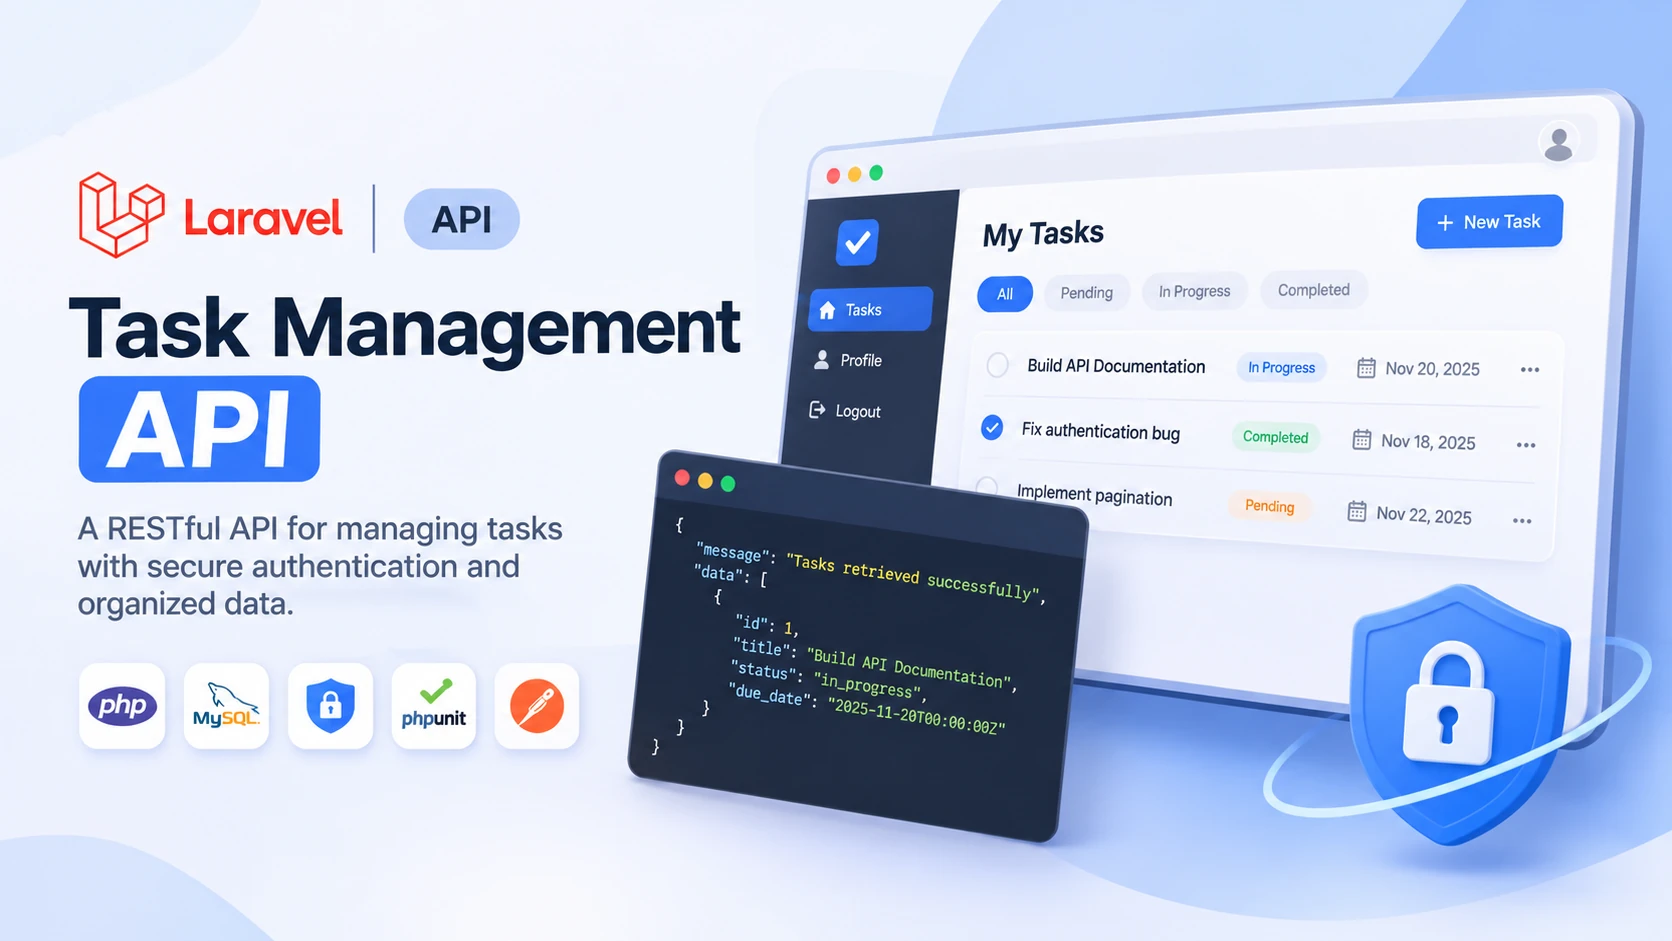 Laravel
API
Task Management
API
A RESTful API for managing tasks
with secure authentication and
organized data.
php
MySQL.
phpunit
My Tasks
+ New Task
All
Pending
In Progress
Completed
Tasks
Profile
Logout
Build API Documentation In Progress Nov 20, 2025
Fix authentication bug Completed Nov 18, 2025
Implement pagination Pending Nov 22, 2025
{
"message": "Tasks retrieved successfully",
"data": [
{
"id": 1,
"title": "Build API Documentation",
"status": "in_progress",
"due_date": "2025-11-20T00:00:00Z"
}
}
}